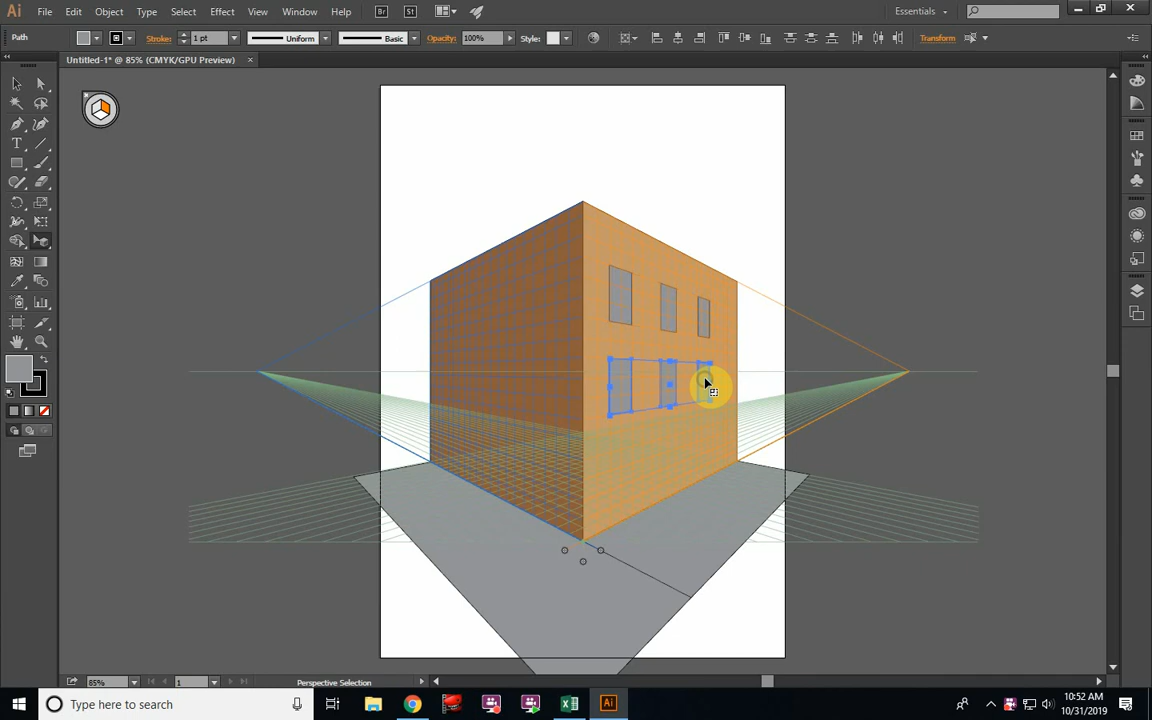 Ai File Edit Object Type Select Effect View Window Help Br St Essentials
Path Stroke: 1 pt Uniform Basic Opacity: 100% Style: Transform
Untitled-1* @ 85% (CMYK/GPU Preview) ×
85% 1 Perspective Selection
Type here to search Ai 10:52 AM
10/31/2019